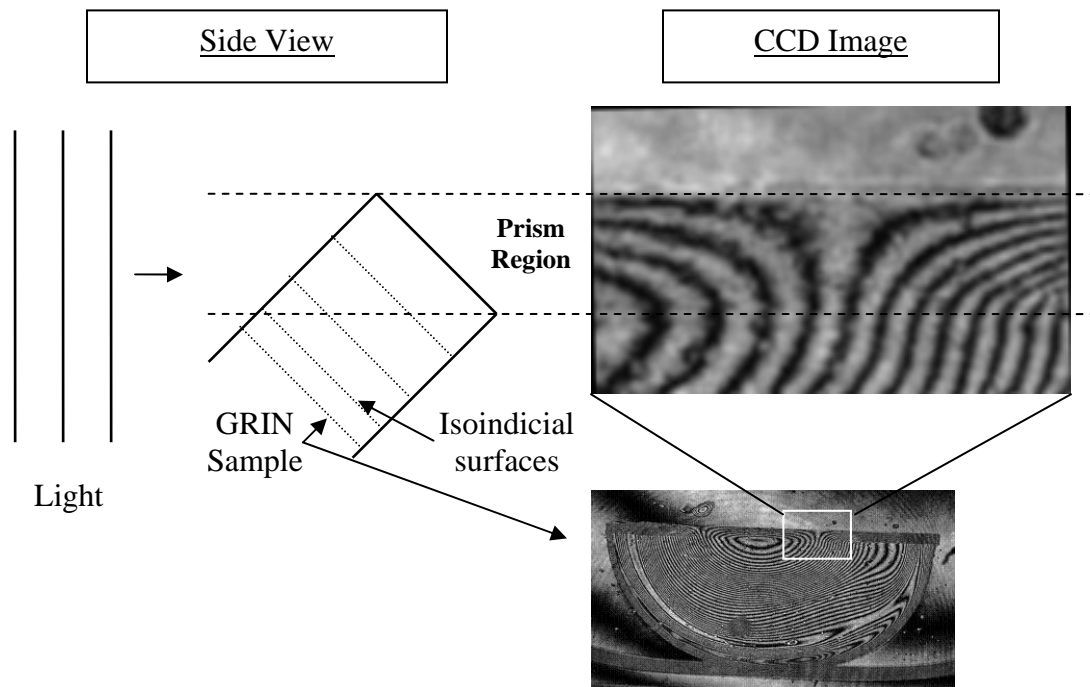 Side View
CCD Image
Prism
Region
GRIN
Sample
Isoindicial
surfaces
Light